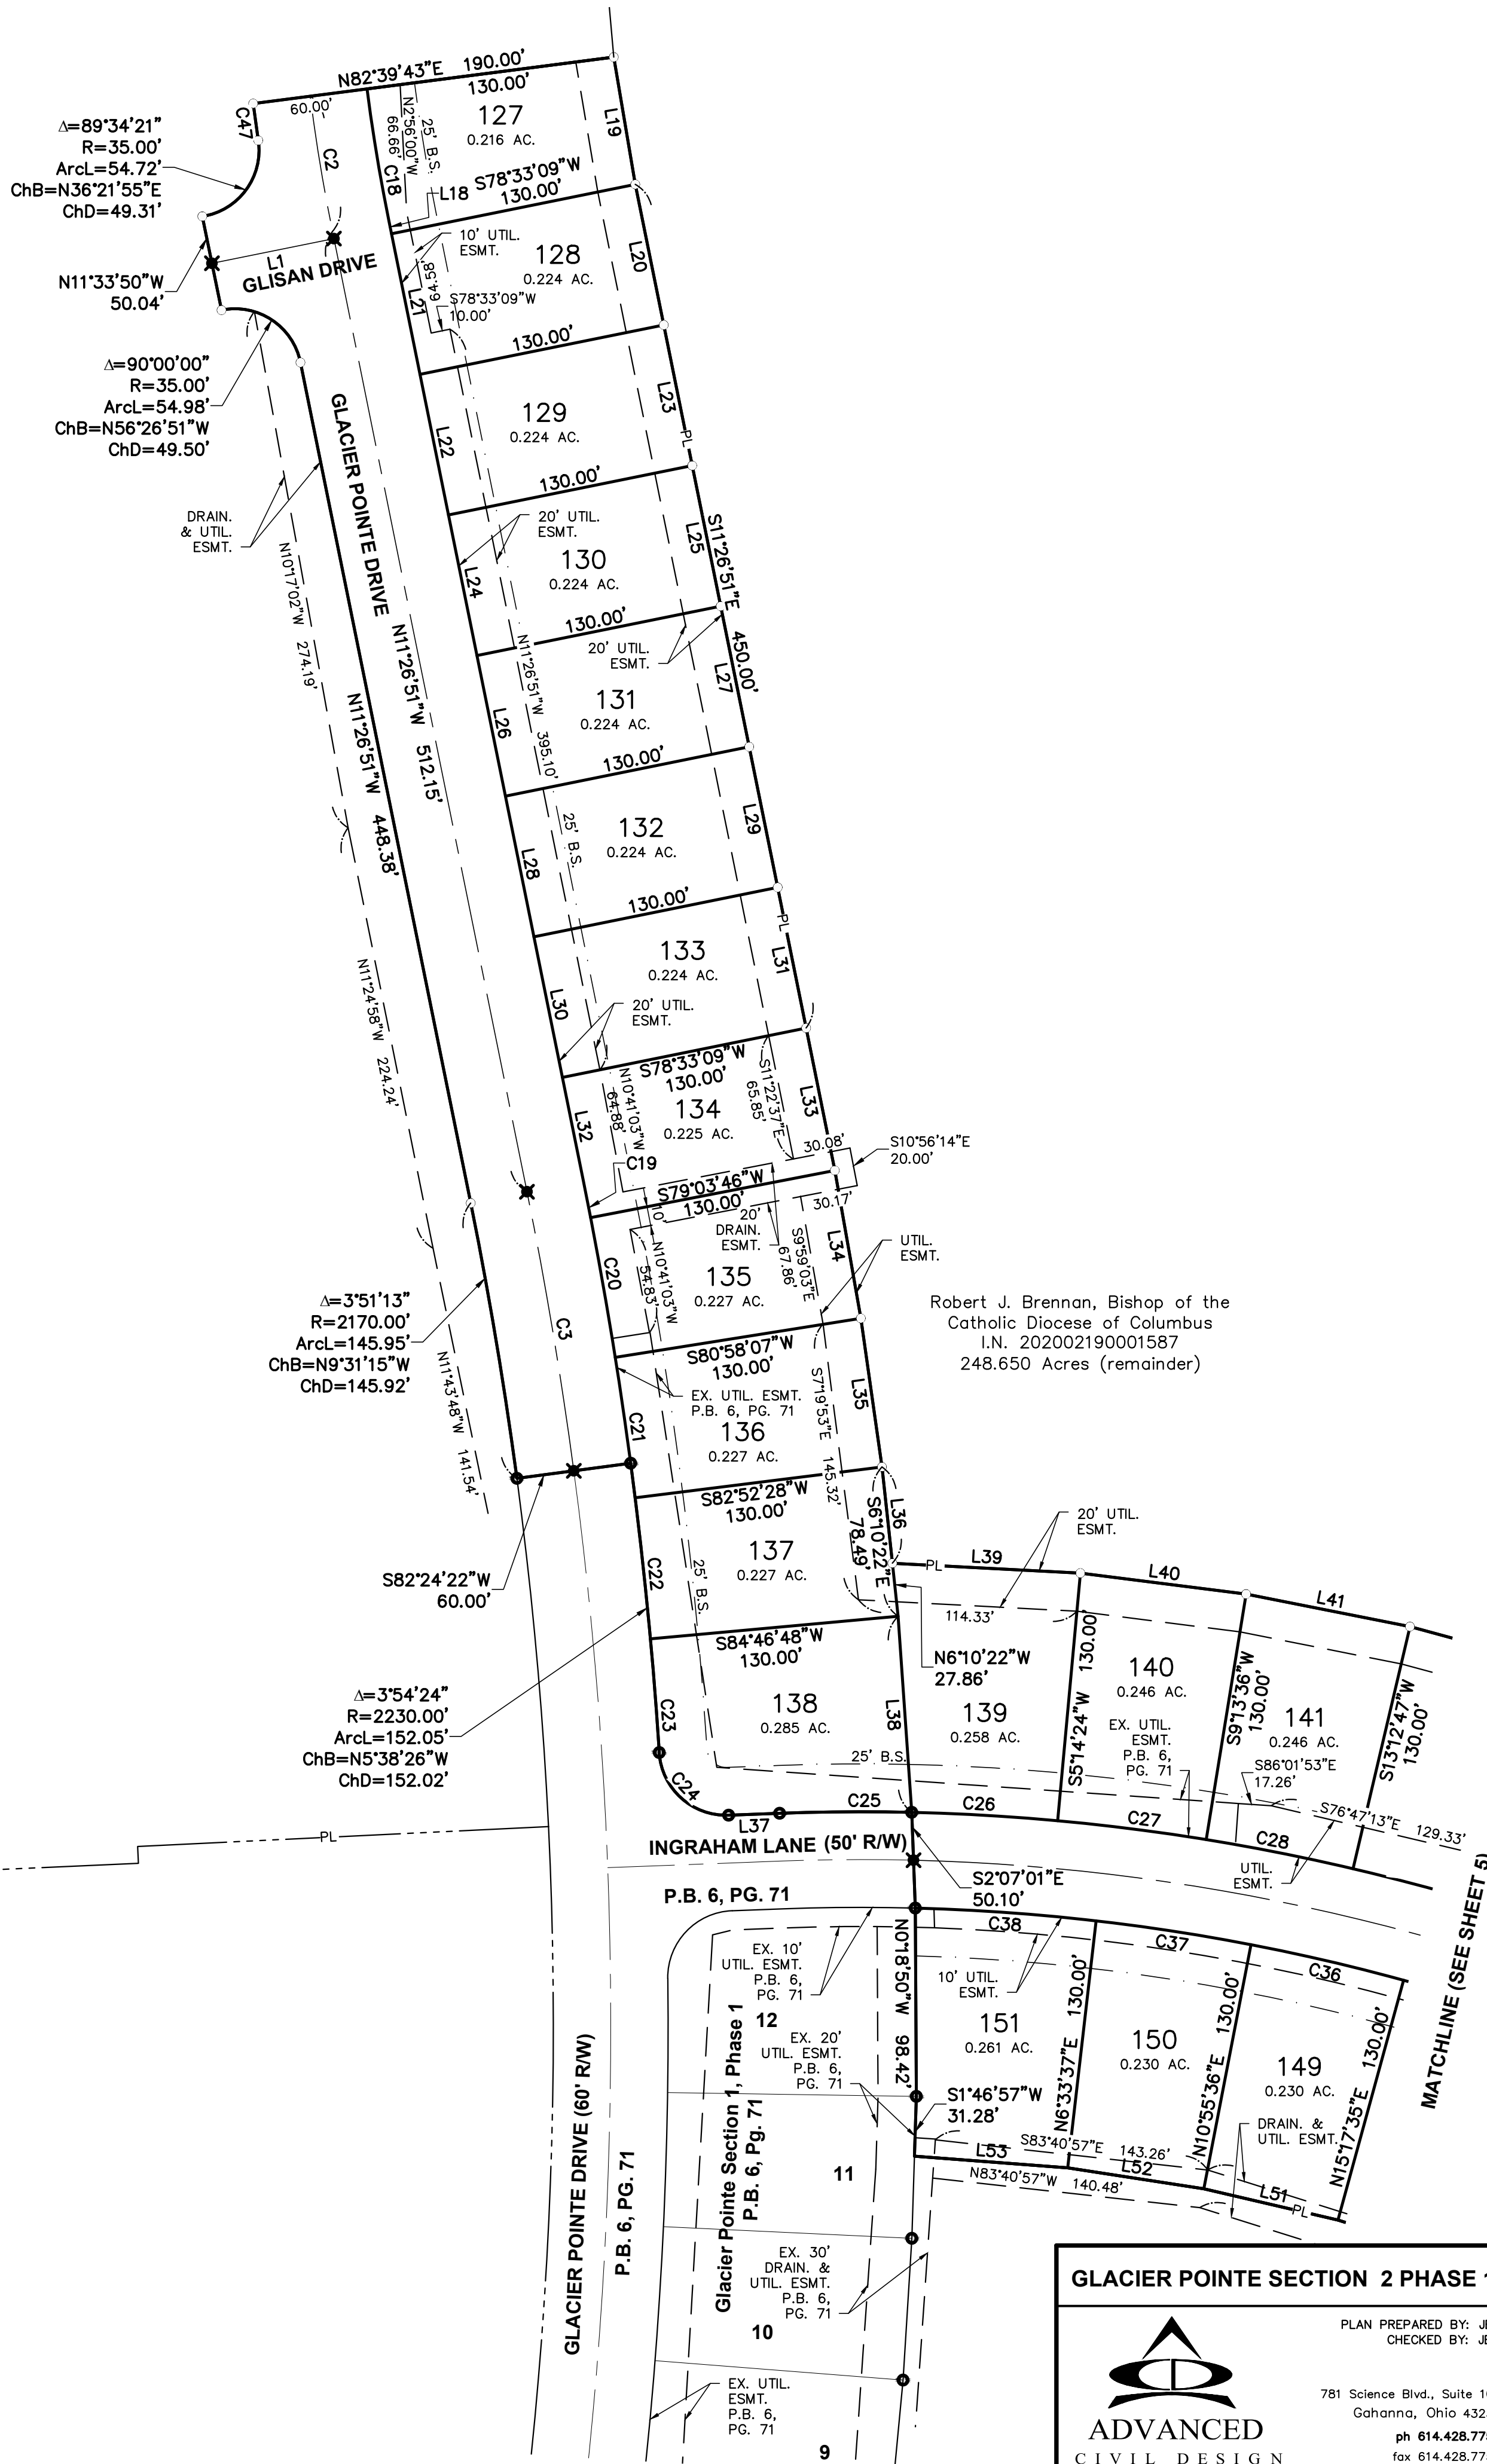 N82°39'43"E 190.00'
130.00'
60.00'
127
0.216 AC.
L19
C47
C2
N2°56'00"W
66.66'
25' B.S.
C18
L18
S78°33'09"W
130.00'
Δ=89°34'21"
R=35.00'
ArcL=54.72'
ChB=N36°21'55"E
ChD=49.31'
N11°33'50"W
50.04'
L1
GLISAN DRIVE
10' UTIL.
ESMT.
128
0.224 AC.
L20
L21
64.58'
S78°33'09"W
10.00'
130.00'
Δ=90°00'00"
R=35.00'
ArcL=54.98'
ChB=N56°26'51"W
ChD=49.50'
GLACIER POINTE DRIVE
L22
129
0.224 AC.
L23
PL
130.00'
DRAIN.
& UTIL.
ESMT.
N10°17'02"W 274.19'
20' UTIL.
ESMT.
L24
130
0.224 AC.
L25
S11°26'51"E 450.00'
130.00'
20' UTIL.
ESMT.
N11°26'51"W 512.15'
N11°26'51"W 448.38'
N11°26'51"W 395.10'
L26
131
0.224 AC.
L27
130.00'
25' B.S.
L28
132
0.224 AC.
L29
130.00'
PL
133
0.224 AC.
L31
L30
20' UTIL.
ESMT.
N11°24'58"W 224.24'
S78°33'09"W
130.00'
N10°41'03"W
64.88'
S11°22'37"E
65.85'
L32
134
0.225 AC.
L33
30.08'
S10°56'14"E
20.00'
C19
S79°03'46"W
130.00'
10'
20'
DRAIN.
ESMT.
30.17'
L34
UTIL.
ESMT.
S9°59'03"E
67.86'
N10°41'03"W
54.83'
C20
135
0.227 AC.
Robert J. Brennan, Bishop of the
Catholic Diocese of Columbus
I.N. 202002190001587
248.650 Acres (remainder)
Δ=3°51'13"
R=2170.00'
ArcL=145.95'
ChB=N9°31'15"W
ChD=145.92'
C3
N11°43'48"W 141.54'
S80°58'07"W
130.00'
EX. UTIL. ESMT.
P.B. 6, PG. 71
S7°19'53"E 145.32'
L35
C21
136
0.227 AC.
S82°52'28"W
130.00'
S82°24'22"W
60.00'
L36
S6°10'22"E
78.49'
C22
25' B.S.
137
0.227 AC.
20' UTIL.
ESMT.
PL
L39
L40
L41
114.33'
S84°46'48"W
130.00'
N6°10'22"W
27.86'
Δ=3°54'24"
R=2230.00'
ArcL=152.05'
ChB=N5°38'26"W
ChD=152.02'
C23
138
0.285 AC.
L38
139
0.258 AC.
S5°14'24"W 130.00'
140
0.246 AC.
S9°13'36"W
130.00'
141
0.246 AC.
S13°12'47"W
130.00'
EX. UTIL.
ESMT.
P.B. 6,
PG. 71
25' B.S.
S86°01'53"E
17.26'
S76°47'13"E 129.33'
C24
L37
C25
C26
C27
C28
UTIL.
ESMT.
INGRAHAM LANE (50' R/W)
P.B. 6, PG. 71
PL
S2°07'01"E
50.10'
MATCHLINE (SEE SHEET 5)
C38
C37
C36
N0°18'50"W 98.42'
EX. 10'
UTIL. ESMT.
P.B. 6,
PG. 71
10' UTIL.
ESMT.
12
EX. 20'
UTIL. ESMT.
P.B. 6,
PG. 71
151
0.261 AC.
N6°33'37"E 130.00'
150
0.230 AC.
N10°55'36"E 130.00'
149
0.230 AC.
N15°17'35"E 130.00'
S1°46'57"W
31.28'
DRAIN. &
UTIL. ESMT.
S83°40'57"E 143.26'
L53
L52
L51
PL
N83°40'57"W 140.48'
GLACIER POINTE DRIVE (60' R/W)
P.B. 6, PG. 71
Glacier Pointe Section 1, Phase 1
P.B. 6, Pg. 71
11
EX. 30'
DRAIN. &
UTIL. ESMT.
P.B. 6,
PG. 71
10
EX. UTIL.
ESMT.
P.B. 6,
PG. 71
9
GLACIER POINTE SECTION 2 PHASE 1
PLAN PREPARED BY:
CHECKED BY:
781 Science Blvd., Suite
Gahanna, Ohio
ph 614.428.
fax 614.428.
ADVANCED
CIVIL DESIGN